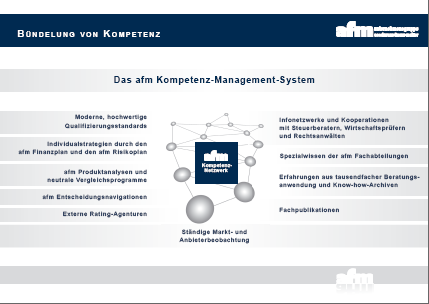 BÜNDELUNG VON KOMPETENZ
afm
Das afm Kompetenz-Management-System
Moderne, hochwertige
Qualifizierungsstandards
Individualstrategien durch den
afm Finanzplan und den afm Risikoplan
afm Produktanalysen und
neutrale Vergleichsprogramme
afm Entscheidungsnavigationen
Externe Rating-Agenturen
afm
Kompetenz-
Netzwerk
Infonetzwerke und Kooperationen
mit Steuerberatern, Wirtschaftsprüfern
und Rechtsanwälten
Spezialwissen der afm Fachabteilungen
Erfahrungen aus tausendfacher Beratungs-
anwendung und Know-how-Archiven
Fachpublikationen
Ständige Markt- und
Anbieterbeobachtung
afm